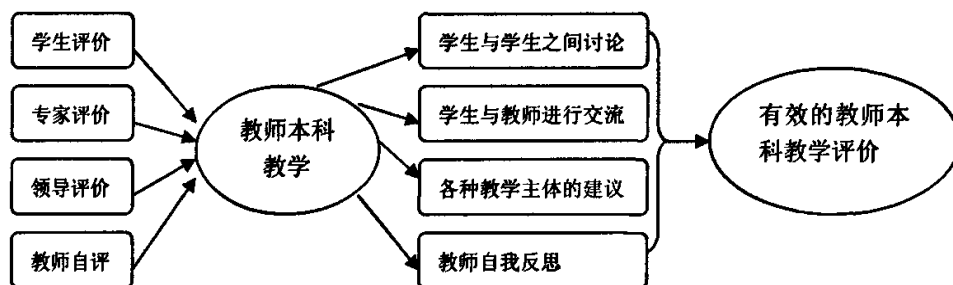 学生评价
专家评价
领导评价
教师自评
教师本科
教学
学生与学生之间讨论
学生与教师进行交流
各种教学主体的建议
教师自我反思
有效的教师本
科教学评价